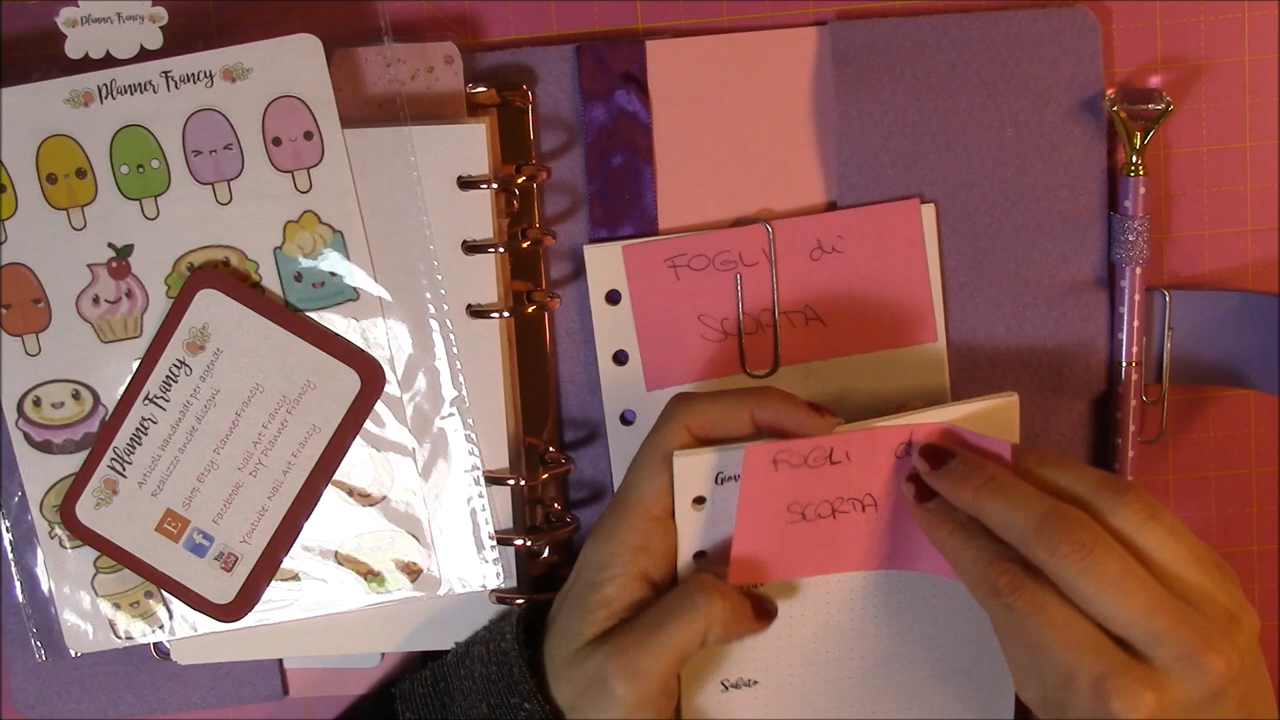 Planner Francy
Planner Francy
Planner Francy
Articoli handmade per agende
Realizzo anche disegni
Shop Etsy: PlannerFrancy
Facebook: Nail Art Francy
DIY Planner Francy
Youtube: Nail Art Francy
E
f
You
FOGLI di
SCORTA
FOGLI di
SCORTA
Sabato